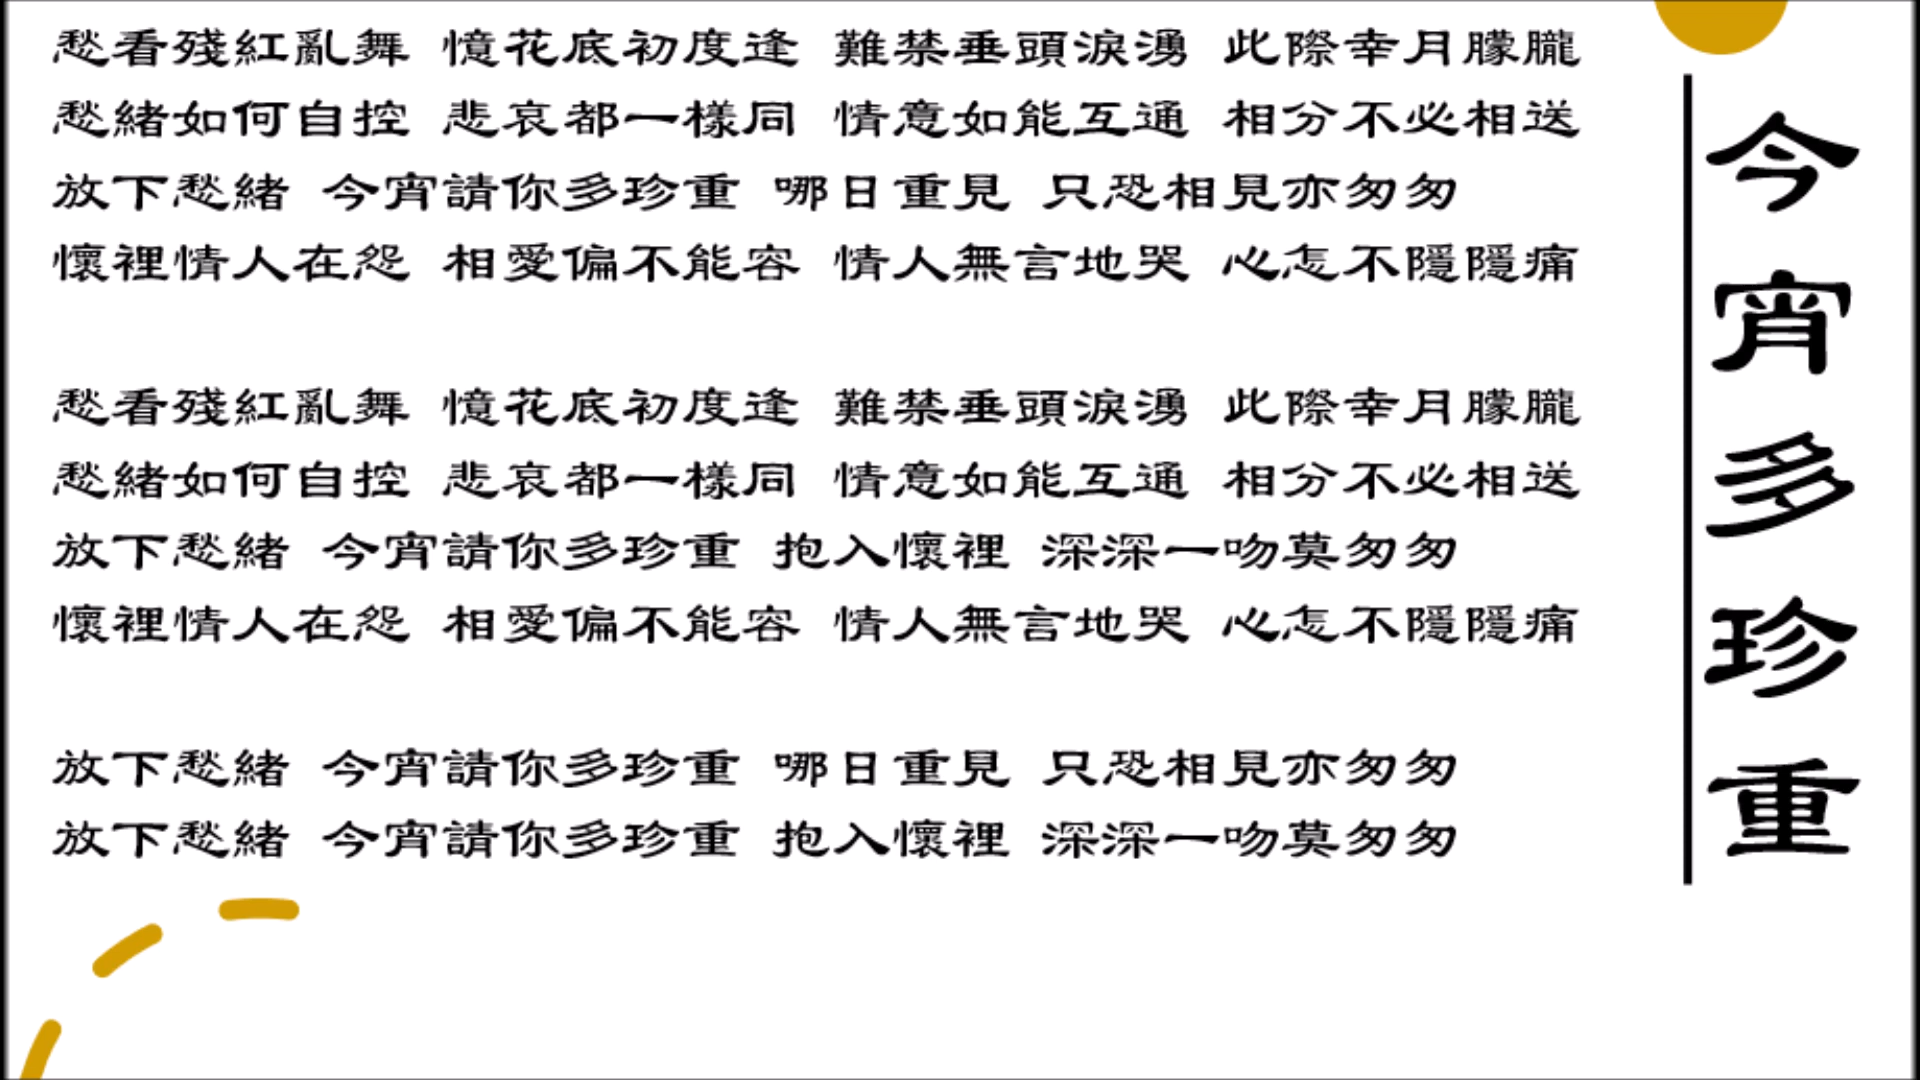 愁看殘紅亂舞 憶花底初度逢 難禁垂頭淚湧 此際幸月朦朧
愁緒如何自控 悲哀都一樣同 情意如能互通 相分不必相送
放下愁緒 今宵請你多珍重 哪日重見 只恐相見亦匆匆
懷裡情人在怨 相愛偏不能容 情人無言地哭 心怎不隱隱痛
愁看殘紅亂舞 憶花底初度逢 難禁垂頭淚湧 此際幸月朦朧
愁緒如何自控 悲哀都一樣同 情意如能互通 相分不必相送
放下愁緒 今宵請你多珍重 抱入懷裡 深深一吻莫匆匆
懷裡情人在怨 相愛偏不能容 情人無言地哭 心怎不隱隱痛
放下愁緒 今宵請你多珍重 哪日重見 只恐相見亦匆匆
放下愁緒 今宵請你多珍重 抱入懷裡 深深一吻莫匆匆
今宵多珍重